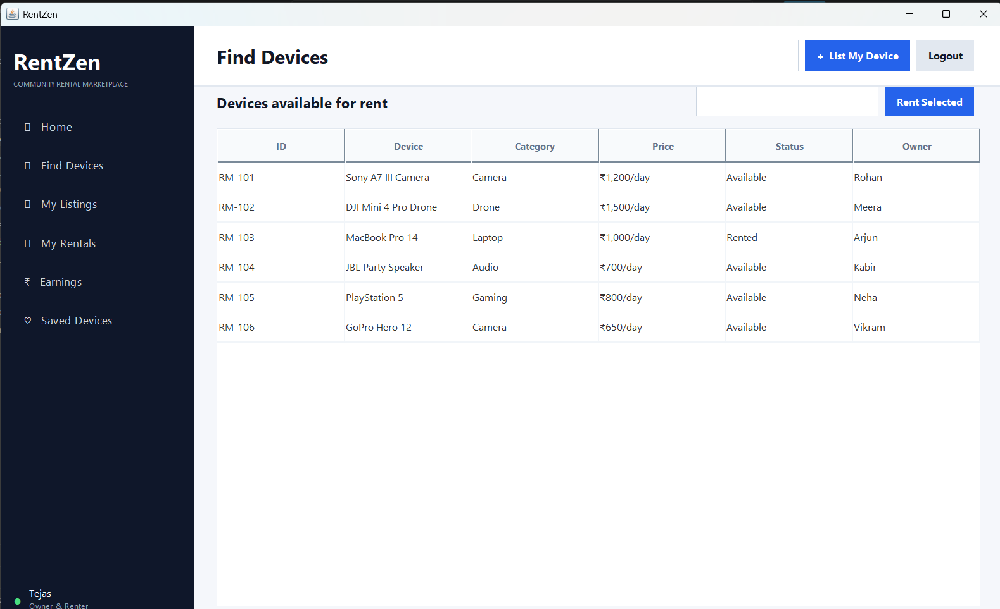 RentZen
RentZen
COMMUNITY RENTAL MARKETPLACE
Home
Find Devices
My Listings
My Rentals
₹ Earnings
♡ Saved Devices
Tejas
Owner & Renter
Find Devices
+ List My Device
Logout
Devices available for rent
Rent Selected
ID Device Category Price Status Owner
RM-101 Sony A7 III Camera Camera ₹1,200/day Available Rohan
RM-102 DJI Mini 4 Pro Drone Drone ₹1,500/day Available Meera
RM-103 MacBook Pro 14 Laptop ₹1,000/day Rented Arjun
RM-104 JBL Party Speaker Audio ₹700/day Available Kabir
RM-105 PlayStation 5 Gaming ₹800/day Available Neha
RM-106 GoPro Hero 12 Camera ₹650/day Available Vikram